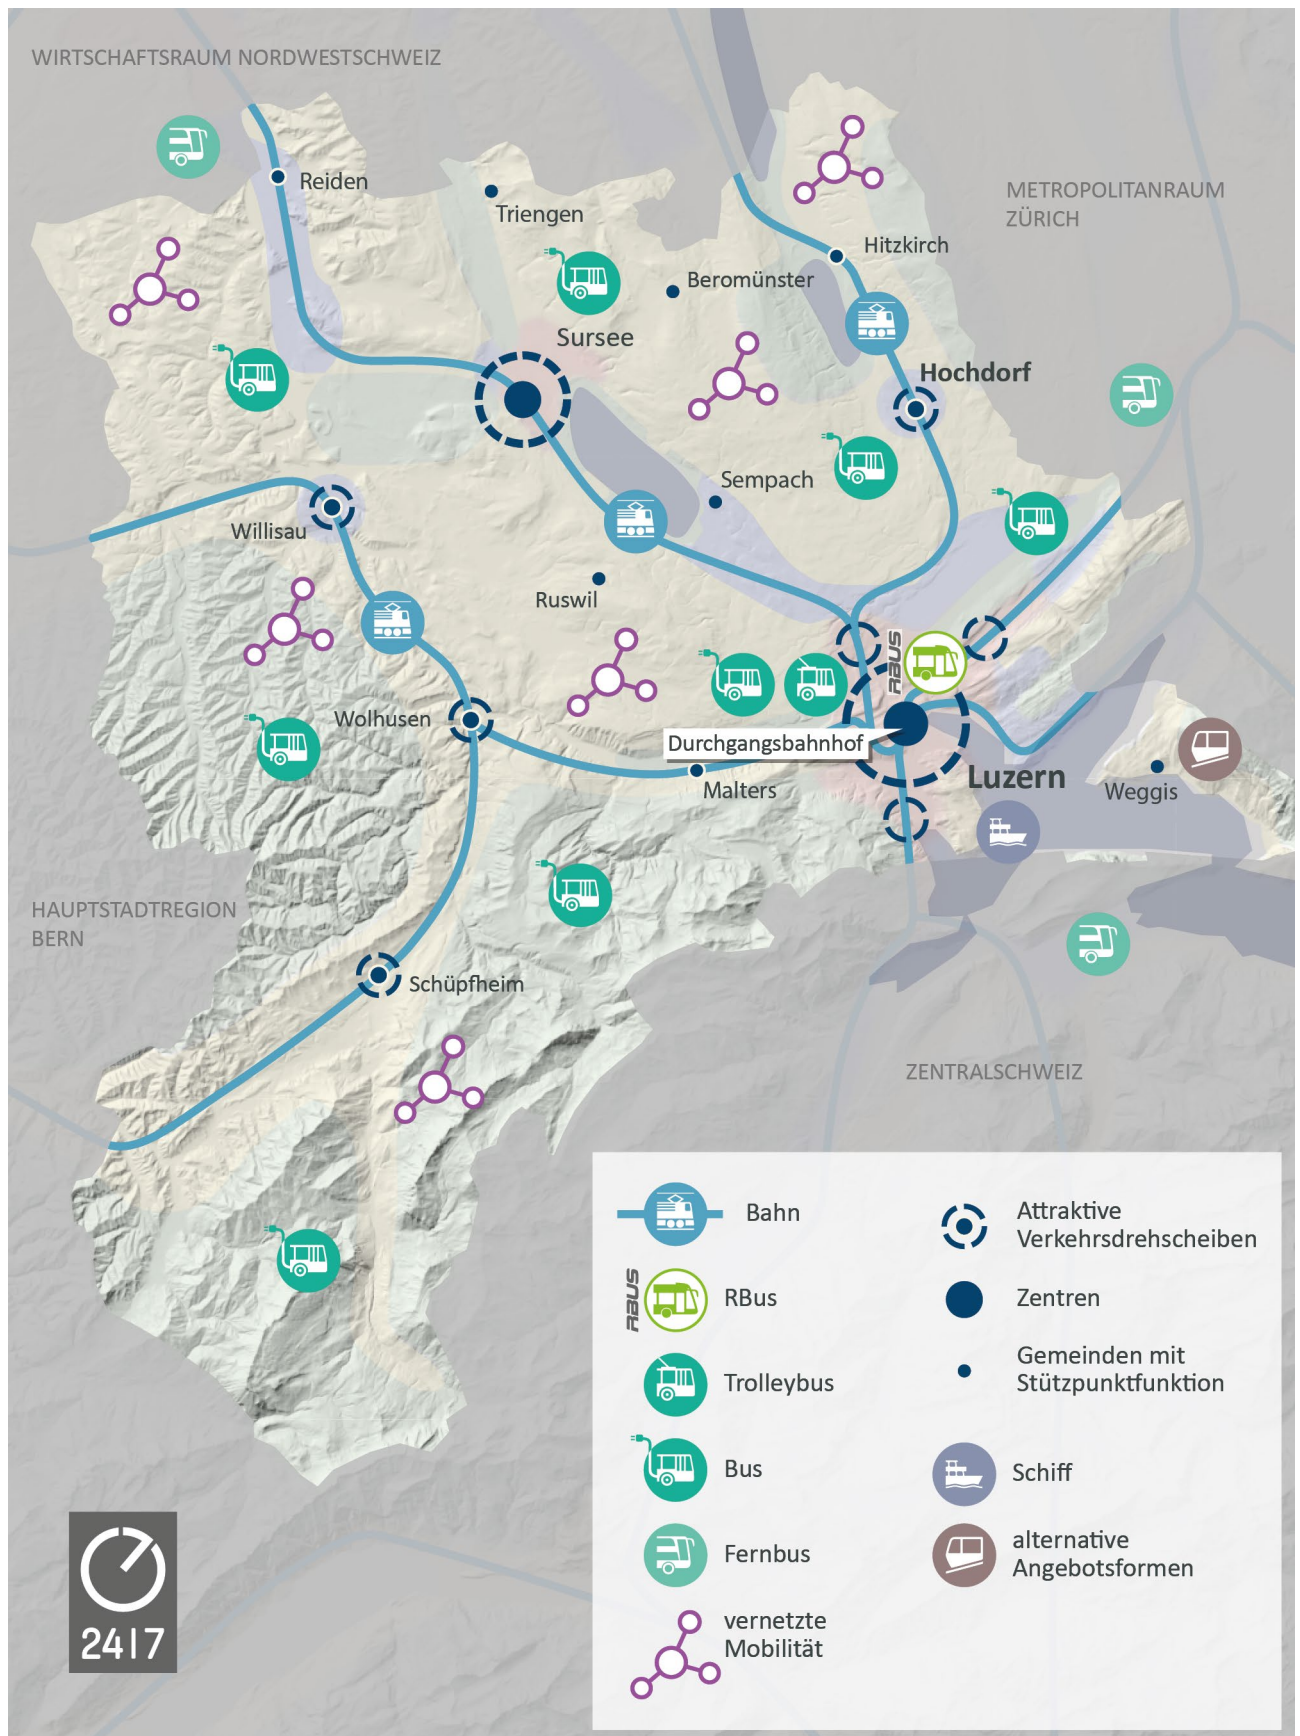 WIRTSCHAFTSRAUM NORDWESTSCHWEIZ
Reiden
Triengen
METROPOLITANRAUM
ZÜRICH
Hitzkirch
Beromünster
Sursee
Hochdorf
Sempach
Willisau
Ruswil
RBUS
Wolhusen
Durchgangsbahnhof
Luzern
Malters
Weggis
HAUPTSTADTREGION
BERN
Schüpfheim
ZENTRALSCHWEIZ
Bahn
RBUS
RBus
Trolleybus
Bus
Fernbus
vernetzte
Mobilität
Attraktive
Verkehrsdrehscheiben
Zentren
Gemeinden mit
Stützpunktfunktion
Schiff
alternative
Angebotsformen
24|7